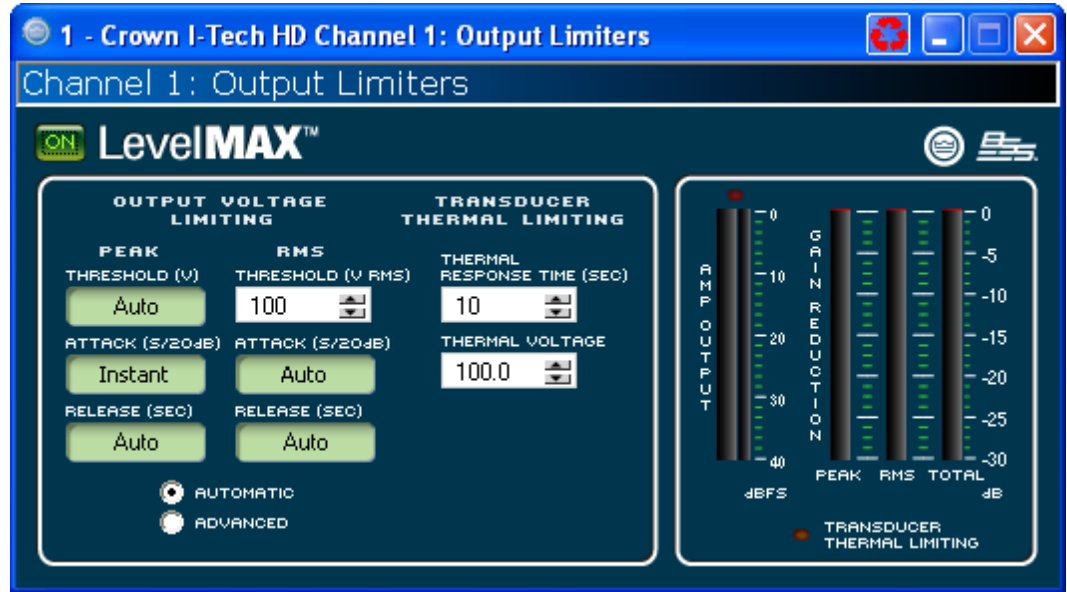 1 - Crown I-Tech HD Channel 1: Output Limiters
Channel 1: Output Limiters
ON LevelMAX™
BSS
OUTPUT VOLTAGE
LIMITING
TRANSDUCER
THERMAL LIMITING
PEAK
RMS
THRESHOLD (V)
THRESHOLD (V RMS)
THERMAL
RESPONSE TIME (SEC)
Auto
100
10
ATTACK (S/20dB)
ATTACK (S/20dB)
THERMAL VOLTAGE
Instant
Auto
100.0
RELEASE (SEC)
RELEASE (SEC)
Auto
Auto
AUTOMATIC
ADVANCED
AMP OUTPUT
0
10
20
30
40
dBFS
GAIN REDUCTION
0
-5
-10
-15
-20
-25
-30
PEAK RMS TOTAL
dB
TRANSDUCER
THERMAL LIMITING